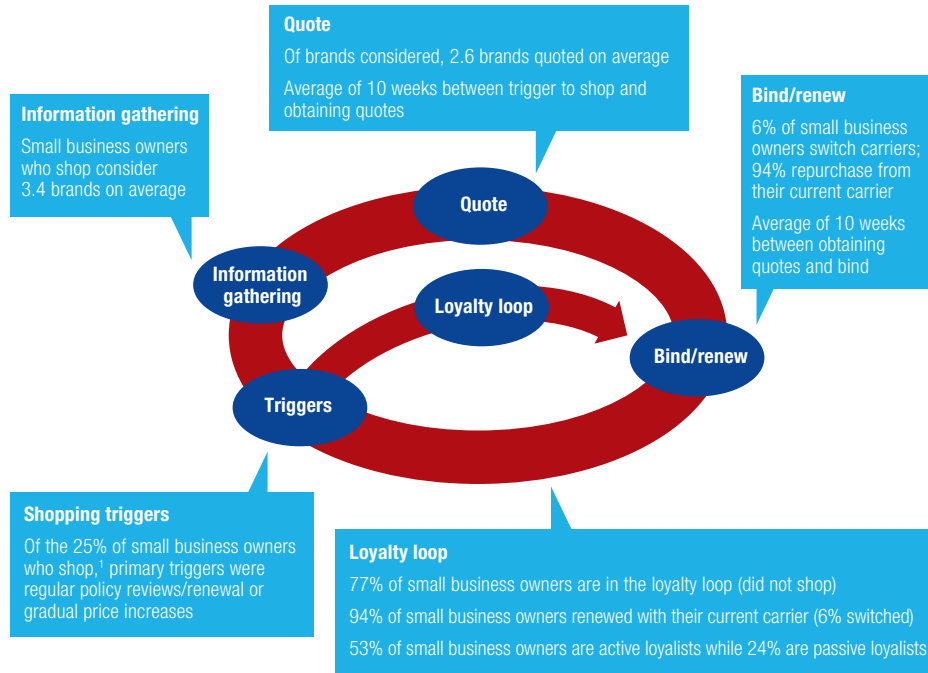 Quote
Of brands considered, 2.6 brands quoted on average
Average of 10 weeks between trigger to shop and
obtaining quotes
Information gathering
Small business owners
who shop consider
3.4 brands on average
Bind/renew
6% of small business
owners switch carriers;
94% repurchase from
their current carrier
Average of 10 weeks
between obtaining
quotes and bind
Quote
Information
gathering
Loyalty loop
Bind/renew
Triggers
Shopping triggers
Of the 25% of small business owners
who shop,¹ primary triggers were
regular policy reviews/renewal or
gradual price increases
Loyalty loop
77% of small business owners are in the loyalty loop (did not shop)
94% of small business owners renewed with their current carrier (6% switched)
53% of small business owners are active loyalists while 24% are passive loyalists